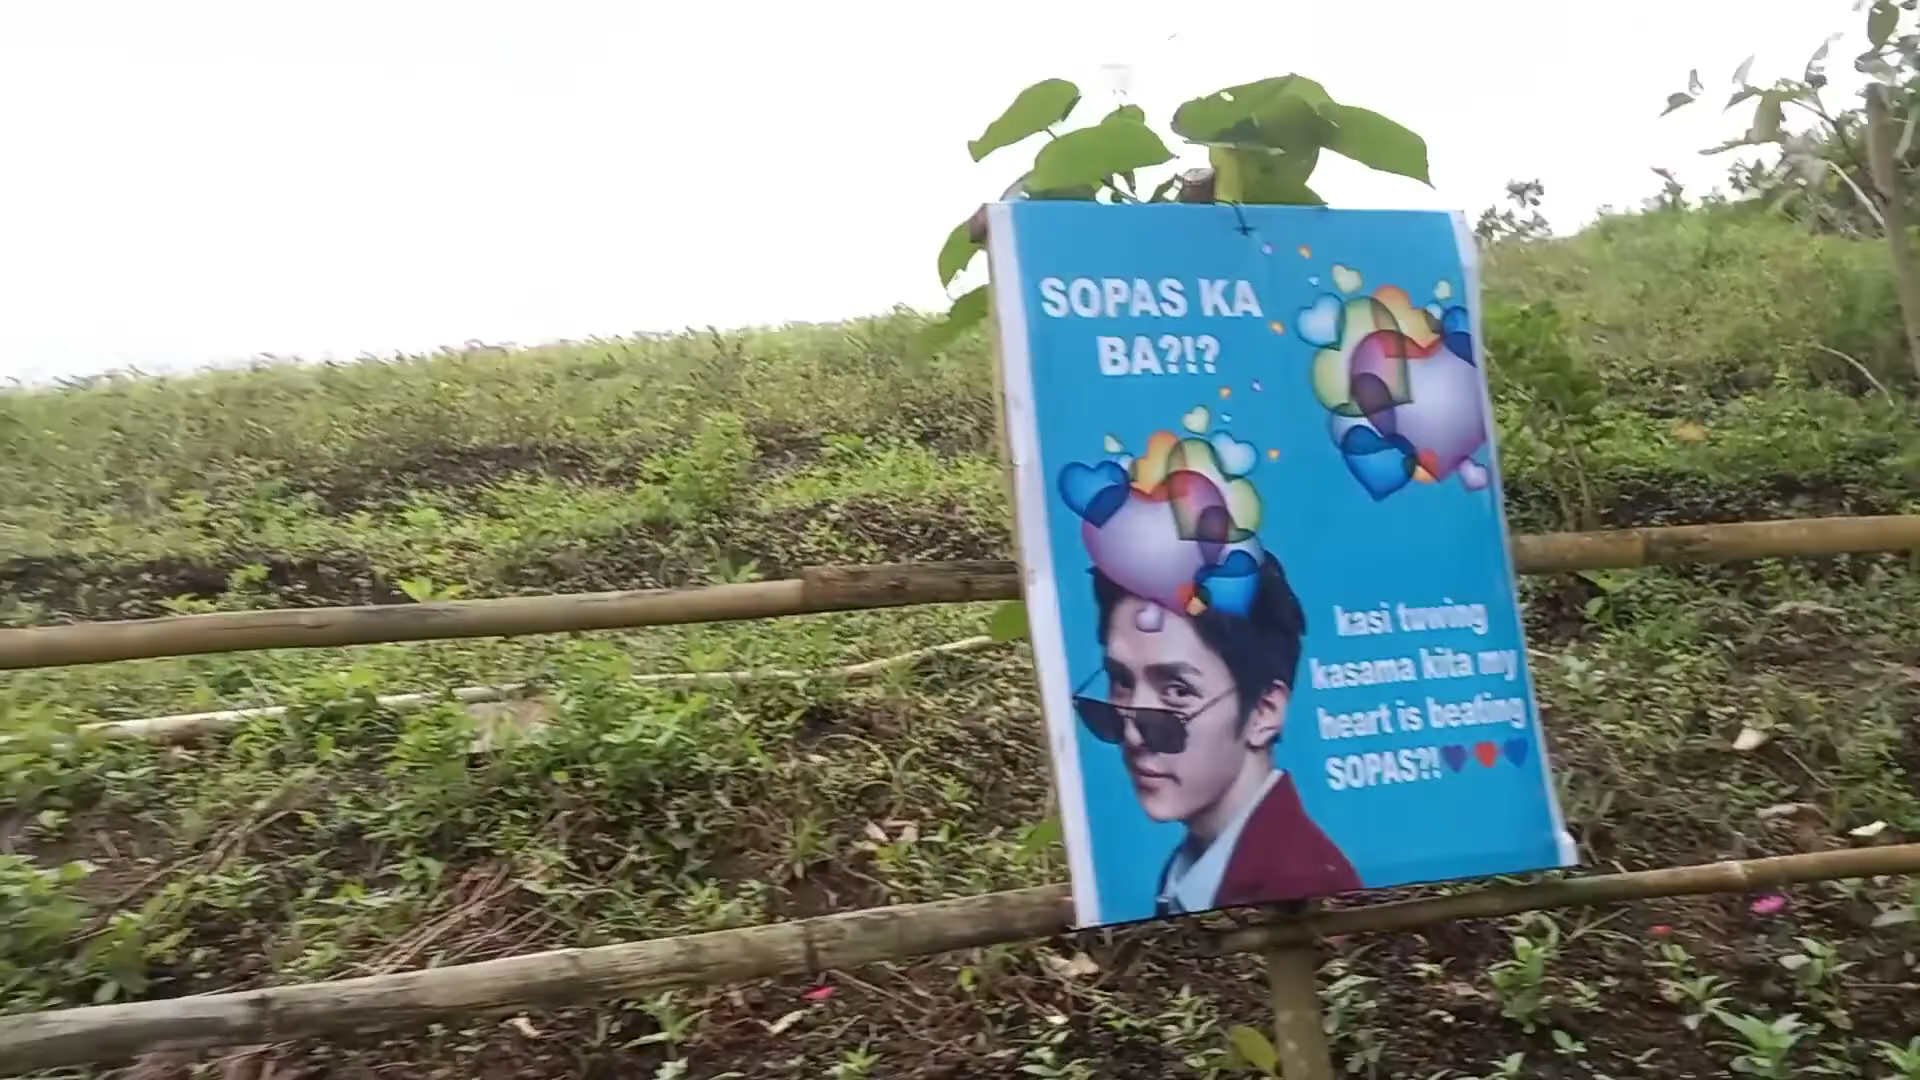 SOPAS KA
BA?!?
kasi tuwing
kasama kita my
heart is beating
SOPAS?!